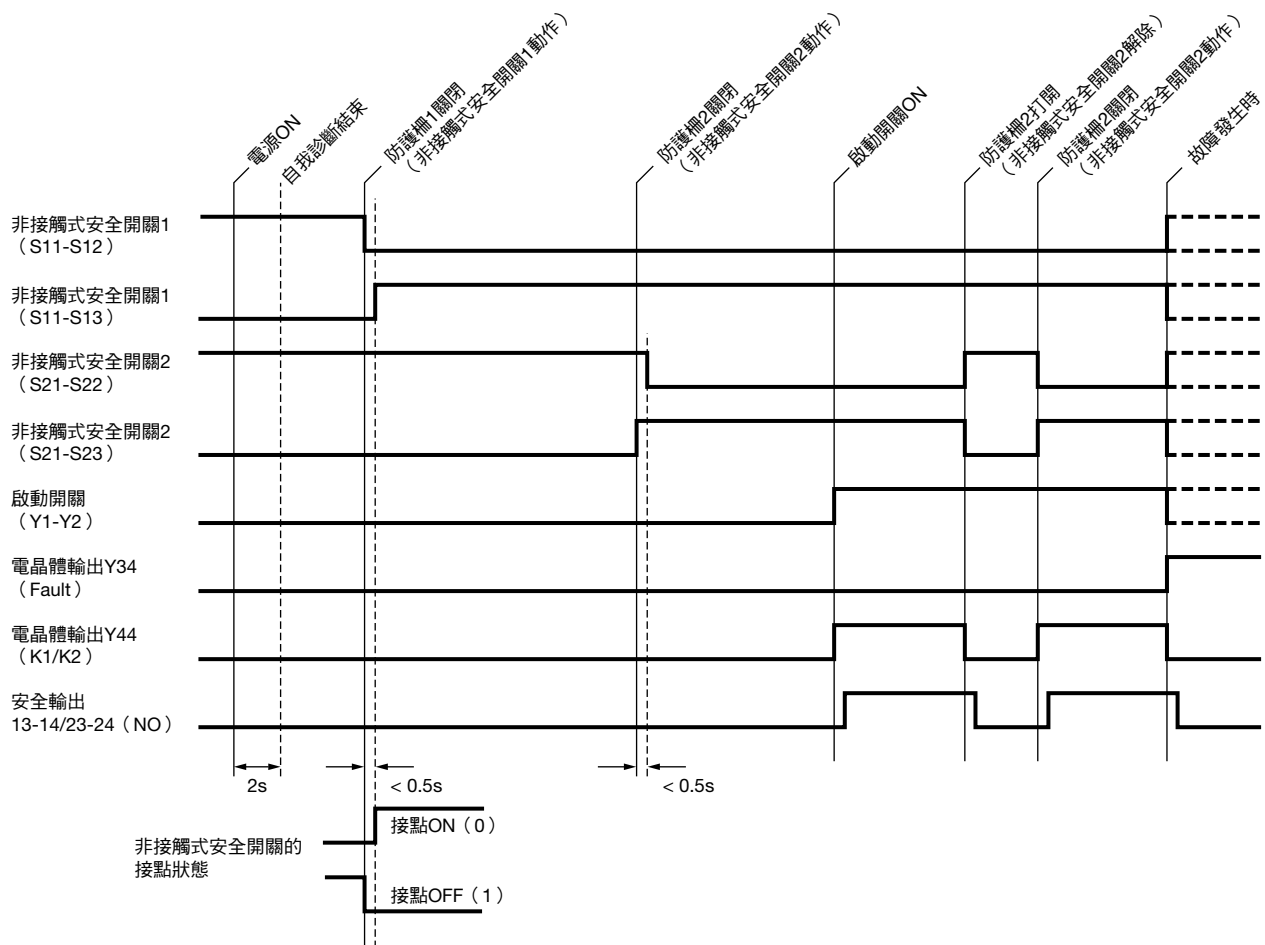 電源ON
自我診斷結束
防護柵1關閉
（非接觸式安全開關1動作）
防護柵2關閉
（非接觸式安全開關2動作）
啟動開關ON
防護柵2打開
（非接觸式安全開關2解除）
防護柵2關閉
（非接觸式安全開關2動作）
故障發生時
非接觸式安全開關1
（S11-S12）
非接觸式安全開關1
（S11-S13）
非接觸式安全開關2
（S21-S22）
非接觸式安全開關2
（S21-S23）
啟動開關
（Y1-Y2）
電晶體輸出Y34
（Fault）
電晶體輸出Y44
（K1/K2）
安全輸出
13-14/23-24（NO）
2s
< 0.5s
< 0.5s
接點ON（0）
非接觸式安全開關的
接點狀態
接點OFF（1）